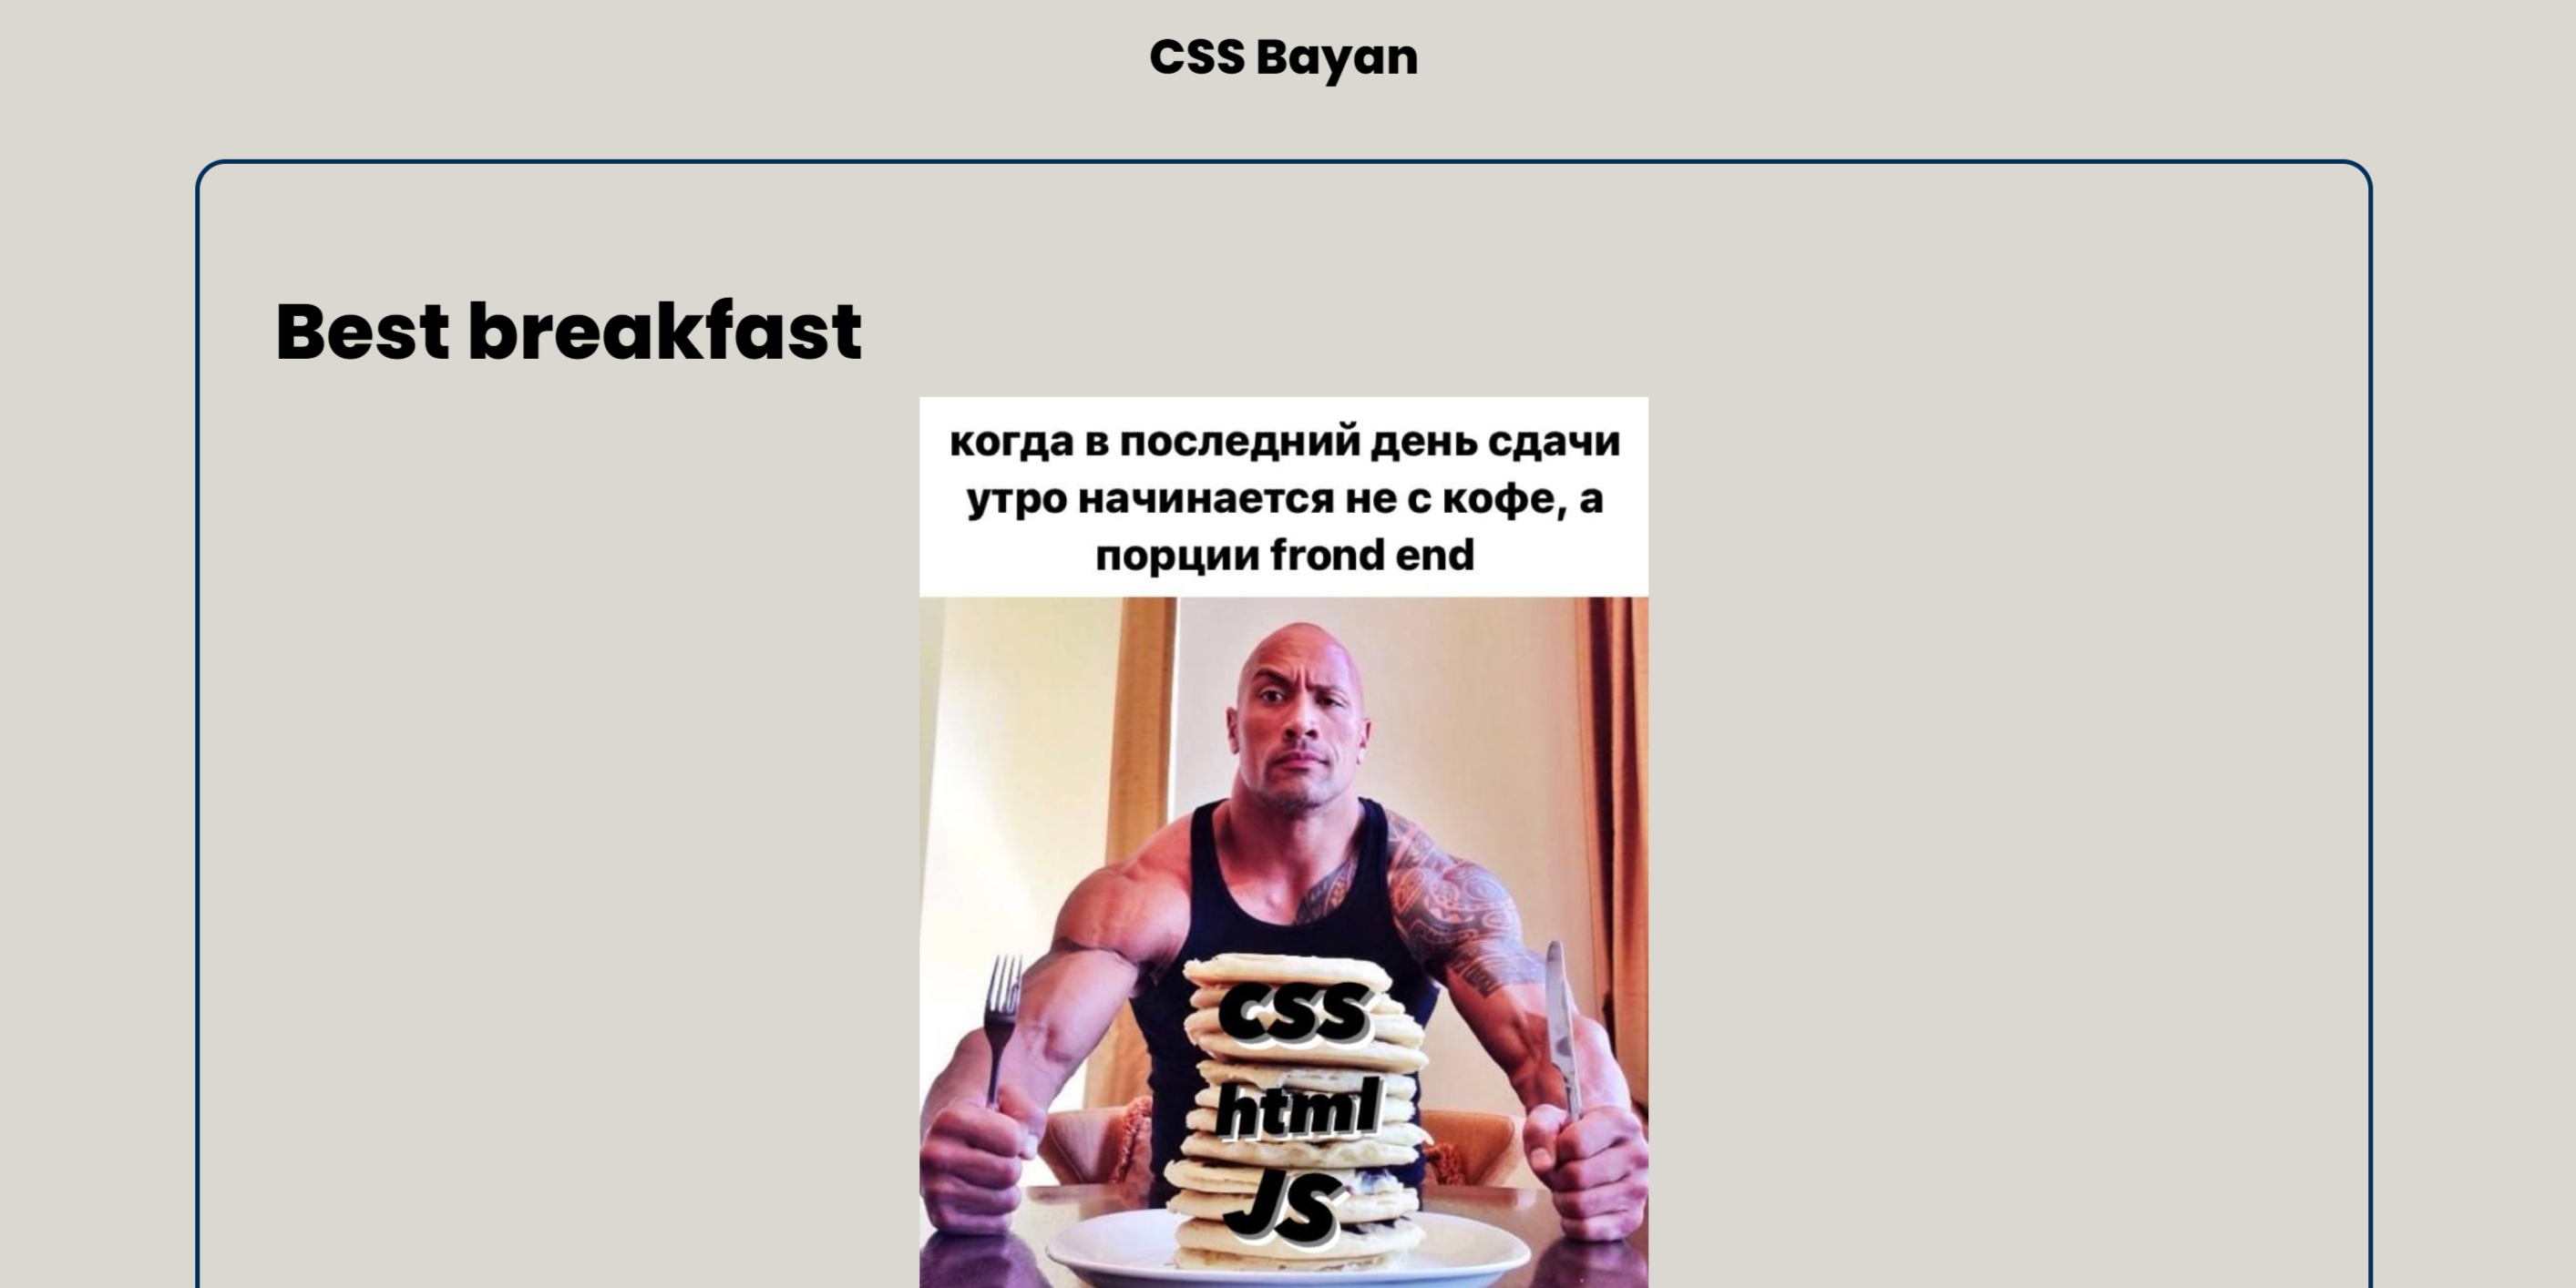 CSS Bayan
Best breakfast
когда в последний день сдачи
утро начинается не с кофе, а
порции frond end
CSS
html
JS